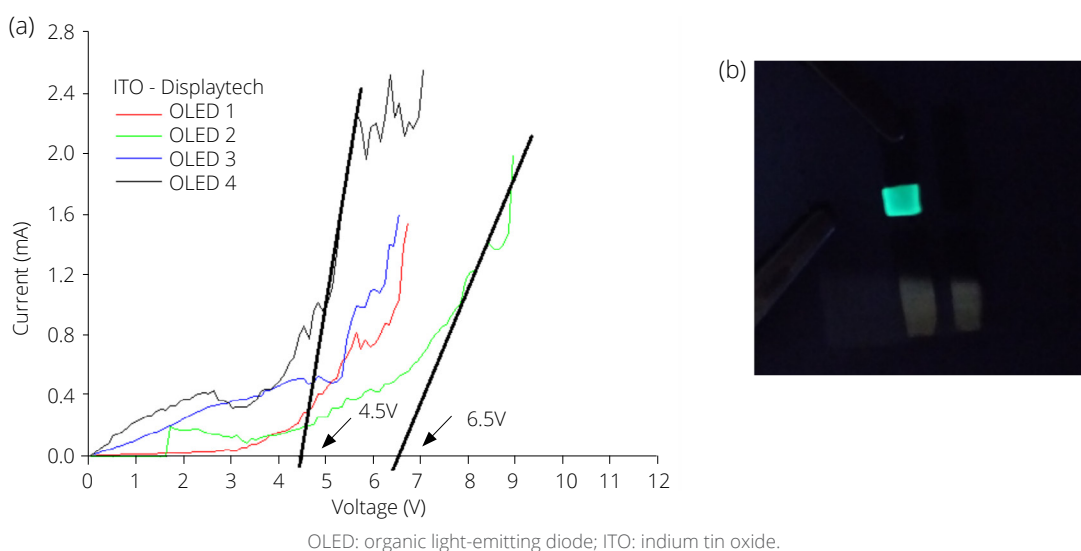 (a)
2.8
2.4
2.0
1.6
1.2
0.8
0.4
0.0
Current (mA)
ITO - Displaytech
OLED 1
OLED 2
OLED 3
OLED 4
4.5V
6.5V
0 1 2 3 4 5 6 7 8 9 10 11 12
Voltage (V)
(b)
OLED: organic light-emitting diode; ITO: indium tin oxide.